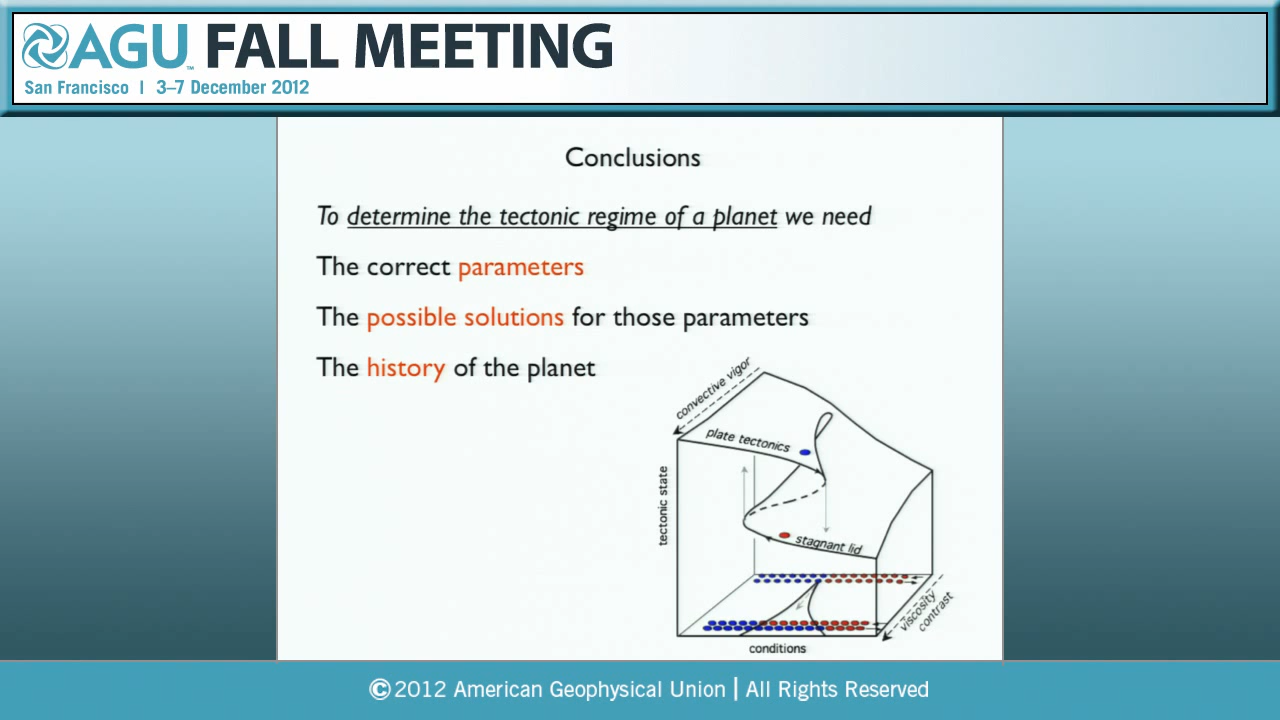 AGU FALL MEETING
San Francisco | 3–7 December 2012
Conclusions
To determine the tectonic regime of a planet we need
The correct parameters
The possible solutions for those parameters
The history of the planet
convective vigor
plate tectonics
tectonic state
stagnant lid
viscosity
contrast
conditions
©2012 American Geophysical Union | All Rights Reserved